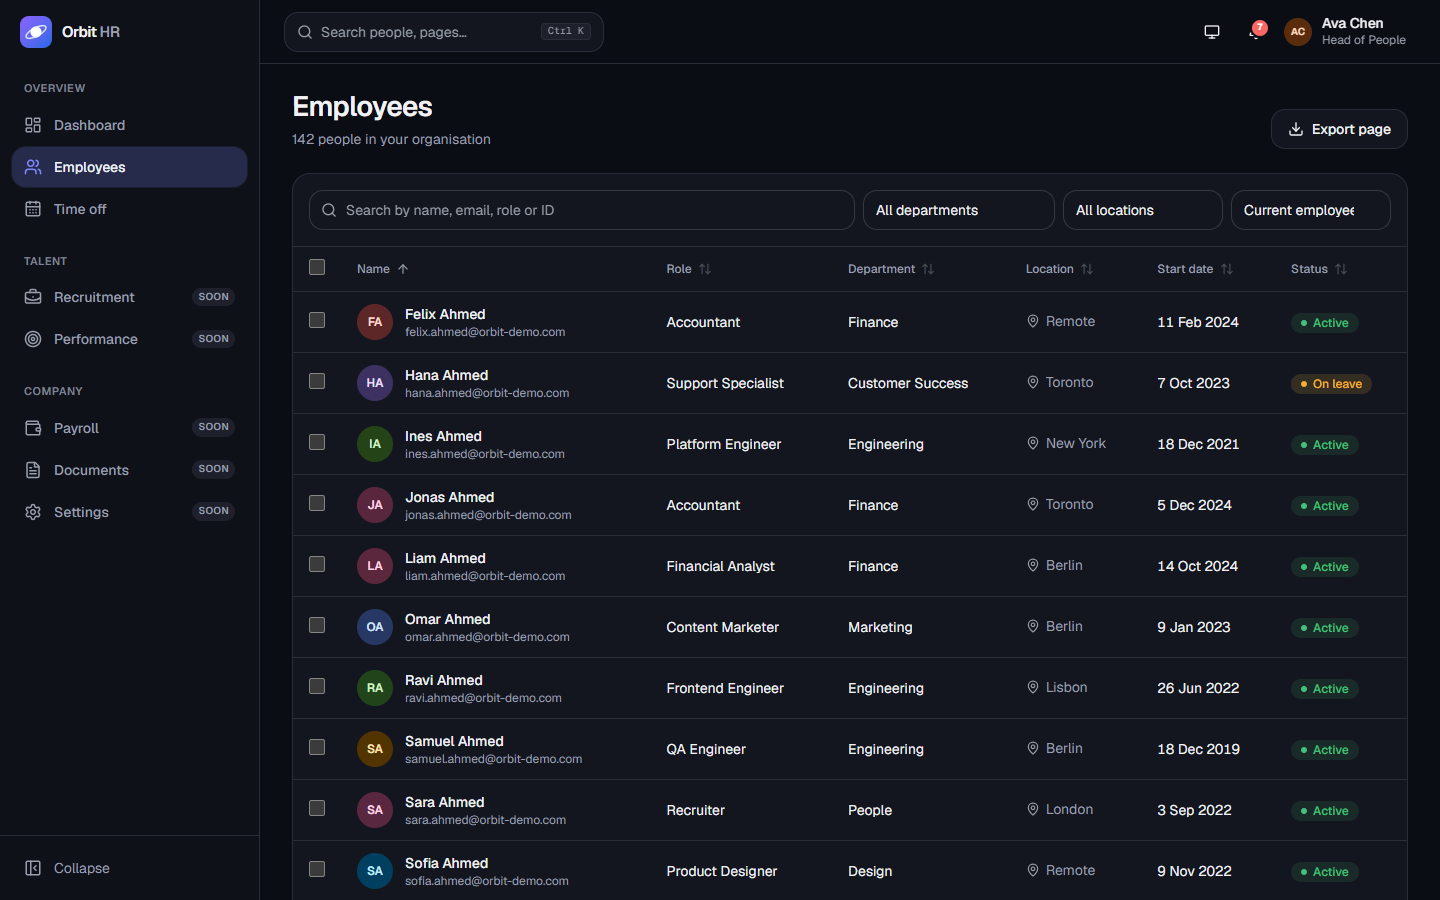 Orbit HR
Search people, pages...
Ctrl K
7
AC
Ava Chen
Head of People
OVERVIEW
Dashboard
Employees
Time off
TALENT
Recruitment SOON
Performance SOON
COMPANY
Payroll SOON
Documents SOON
Settings SOON
Collapse
Employees
142 people in your organisation
Export page
Search by name, email, role or ID
All departments
All locations
Current employee
Name Role Department Location Start date Status
FA Felix Ahmed
felix.ahmed@orbit-demo.com
Accountant Finance Remote 11 Feb 2024 Active
HA Hana Ahmed
hana.ahmed@orbit-demo.com
Support Specialist Customer Success Toronto 7 Oct 2023 On leave
IA Ines Ahmed
ines.ahmed@orbit-demo.com
Platform Engineer Engineering New York 18 Dec 2021 Active
JA Jonas Ahmed
jonas.ahmed@orbit-demo.com
Accountant Finance Toronto 5 Dec 2024 Active
LA Liam Ahmed
liam.ahmed@orbit-demo.com
Financial Analyst Finance Berlin 14 Oct 2024 Active
OA Omar Ahmed
omar.ahmed@orbit-demo.com
Content Marketer Marketing Berlin 9 Jan 2023 Active
RA Ravi Ahmed
ravi.ahmed@orbit-demo.com
Frontend Engineer Engineering Lisbon 26 Jun 2022 Active
SA Samuel Ahmed
samuel.ahmed@orbit-demo.com
QA Engineer Engineering Berlin 18 Dec 2019 Active
SA Sara Ahmed
sara.ahmed@orbit-demo.com
Recruiter People London 3 Sep 2022 Active
SA Sofia Ahmed
sofia.ahmed@orbit-demo.com
Product Designer Design Remote 9 Nov 2022 Active